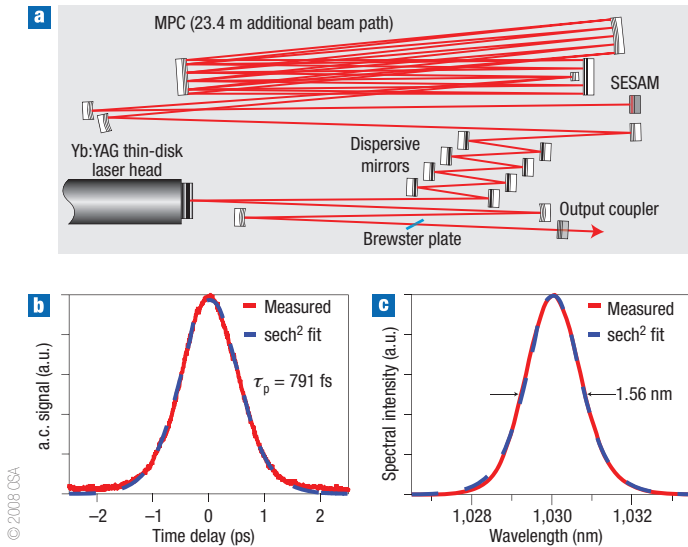 a
MPC (23.4 m additional beam path)
SESAM
Yb:YAG thin-disk
laser head
Dispersive
mirrors
Output coupler
Brewster plate
b
Measured
sech² fit
τp = 791 fs
a.c. signal (a.u.)
−2 −1 0 1 2
Time delay (ps)
c
Measured
sech² fit
1.56 nm
Spectral intensity (a.u.)
1,028 1,030 1,032
Wavelength (nm)
© 2008 OSA